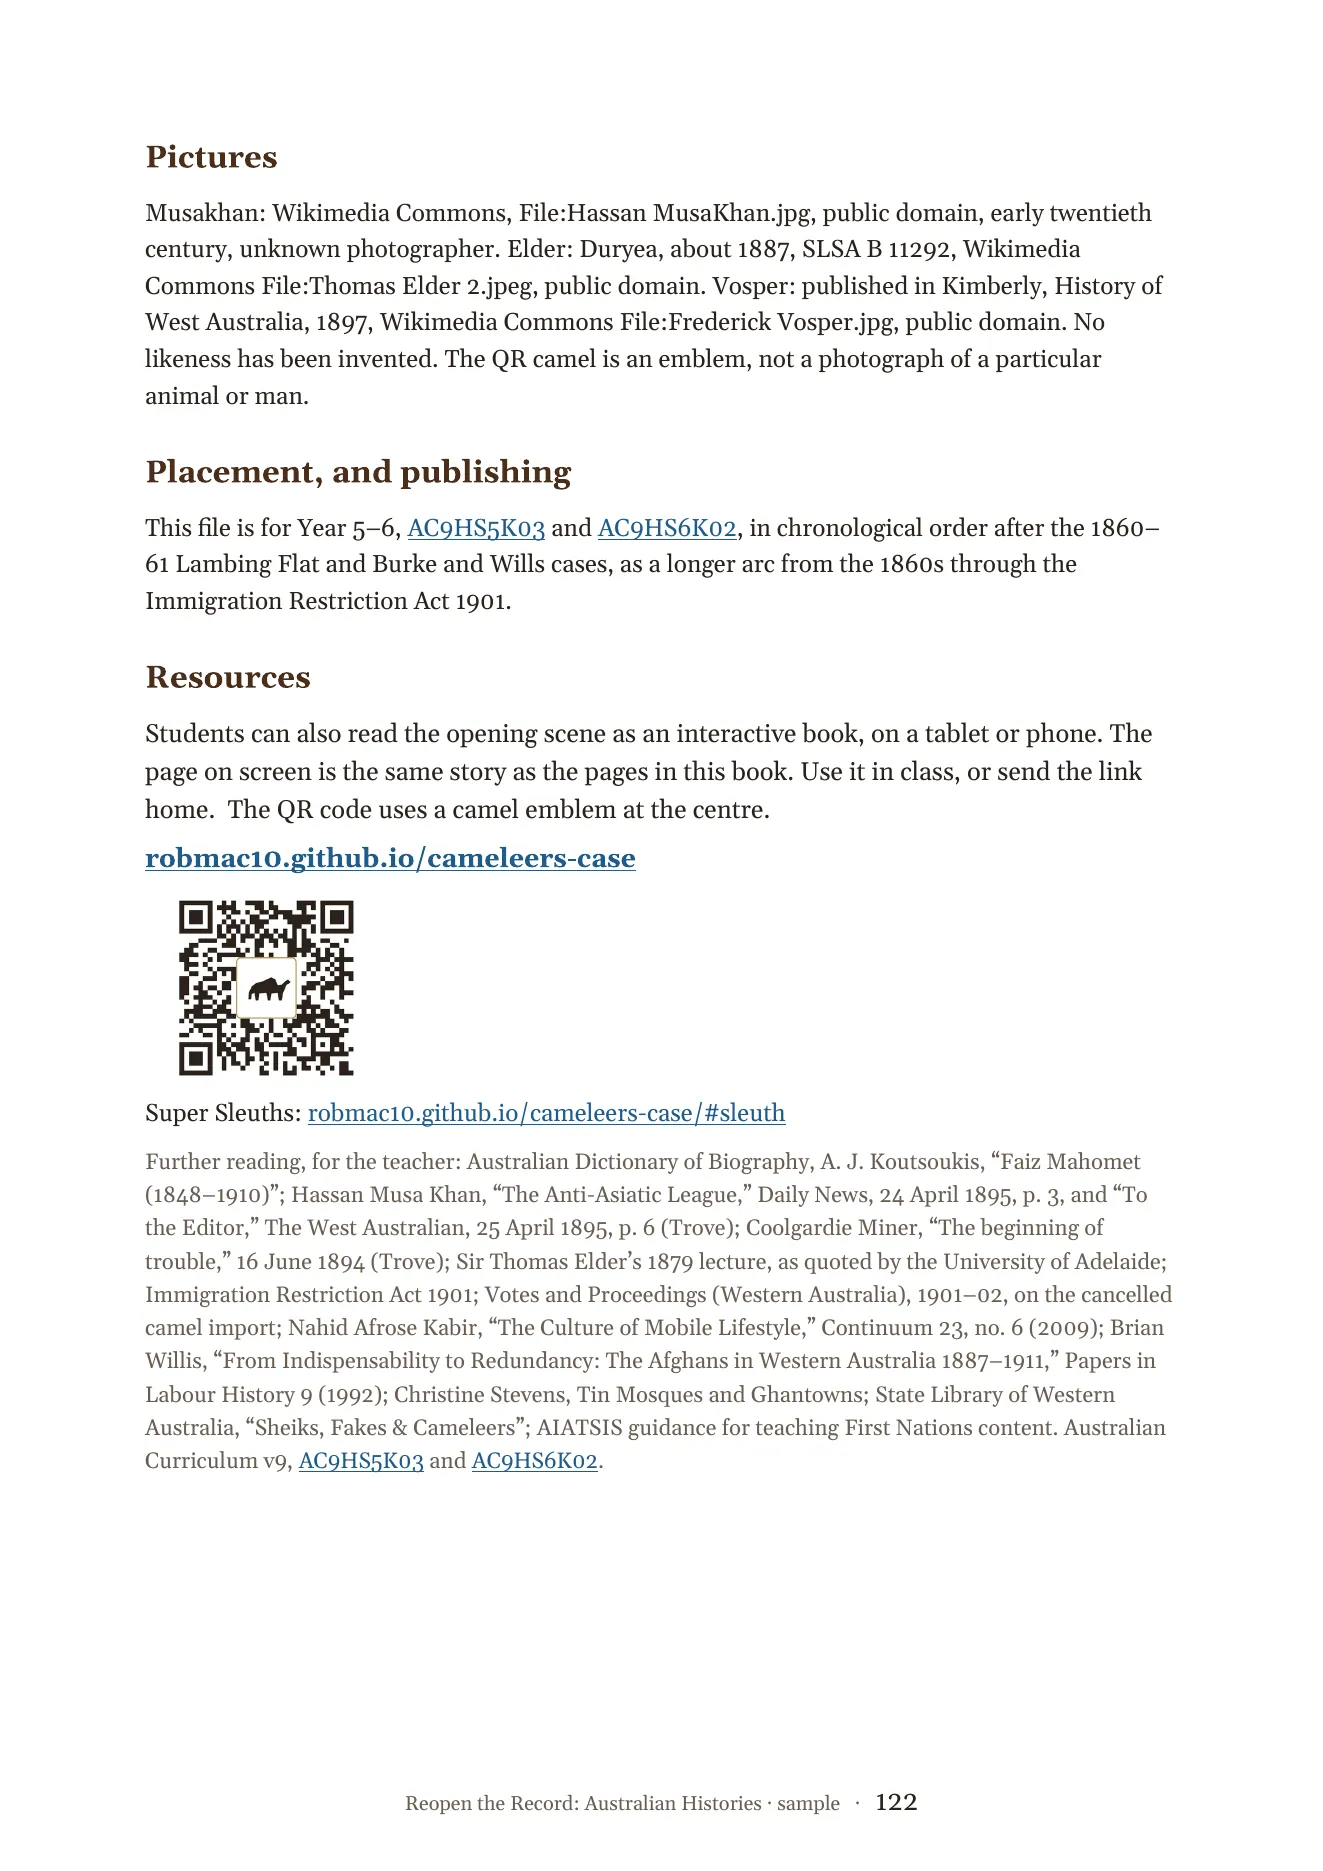 Pictures
Musakhan: Wikimedia Commons, File:Hassan MusaKhan.jpg, public domain, early twentieth
century, unknown photographer. Elder: Duryea, about 1887, SLSA B 11292, Wikimedia
Commons File:Thomas Elder 2.jpeg, public domain. Vosper: published in Kimberly, History of
West Australia, 1897, Wikimedia Commons File:Frederick Vosper.jpg, public domain. No
likeness has been invented. The QR camel is an emblem, not a photograph of a particular
animal or man.
Placement, and publishing
This file is for Year 5–6, AC9HS5K03 and AC9HS6K02, in chronological order after the 1860–
61 Lambing Flat and Burke and Wills cases, as a longer arc from the 1860s through the
Immigration Restriction Act 1901.
Resources
Students can also read the opening scene as an interactive book, on a tablet or phone. The
page on screen is the same story as the pages in this book. Use it in class, or send the link
home.  The QR code uses a camel emblem at the centre.
robmac10.github.io/cameleers-case
Super Sleuths: robmac10.github.io/cameleers-case/#sleuth
Further reading, for the teacher: Australian Dictionary of Biography, A. J. Koutsoukis, “Faiz Mahomet
(1848–1910)”; Hassan Musa Khan, “The Anti-Asiatic League,” Daily News, 24 April 1895, p. 3, and “To
the Editor,” The West Australian, 25 April 1895, p. 6 (Trove); Coolgardie Miner, “The beginning of
trouble,” 16 June 1894 (Trove); Sir Thomas Elder’s 1879 lecture, as quoted by the University of Adelaide;
Immigration Restriction Act 1901; Votes and Proceedings (Western Australia), 1901–02, on the cancelled
camel import; Nahid Afrose Kabir, “The Culture of Mobile Lifestyle,” Continuum 23, no. 6 (2009); Brian
Willis, “From Indispensability to Redundancy: The Afghans in Western Australia 1887–1911,” Papers in
Labour History 9 (1992); Christine Stevens, Tin Mosques and Ghantowns; State Library of Western
Australia, “Sheiks, Fakes & Cameleers”; AIATSIS guidance for teaching First Nations content. Australian
Curriculum v9, AC9HS5K03 and AC9HS6K02.
Reopen the Record: Australian Histories · sample · 122